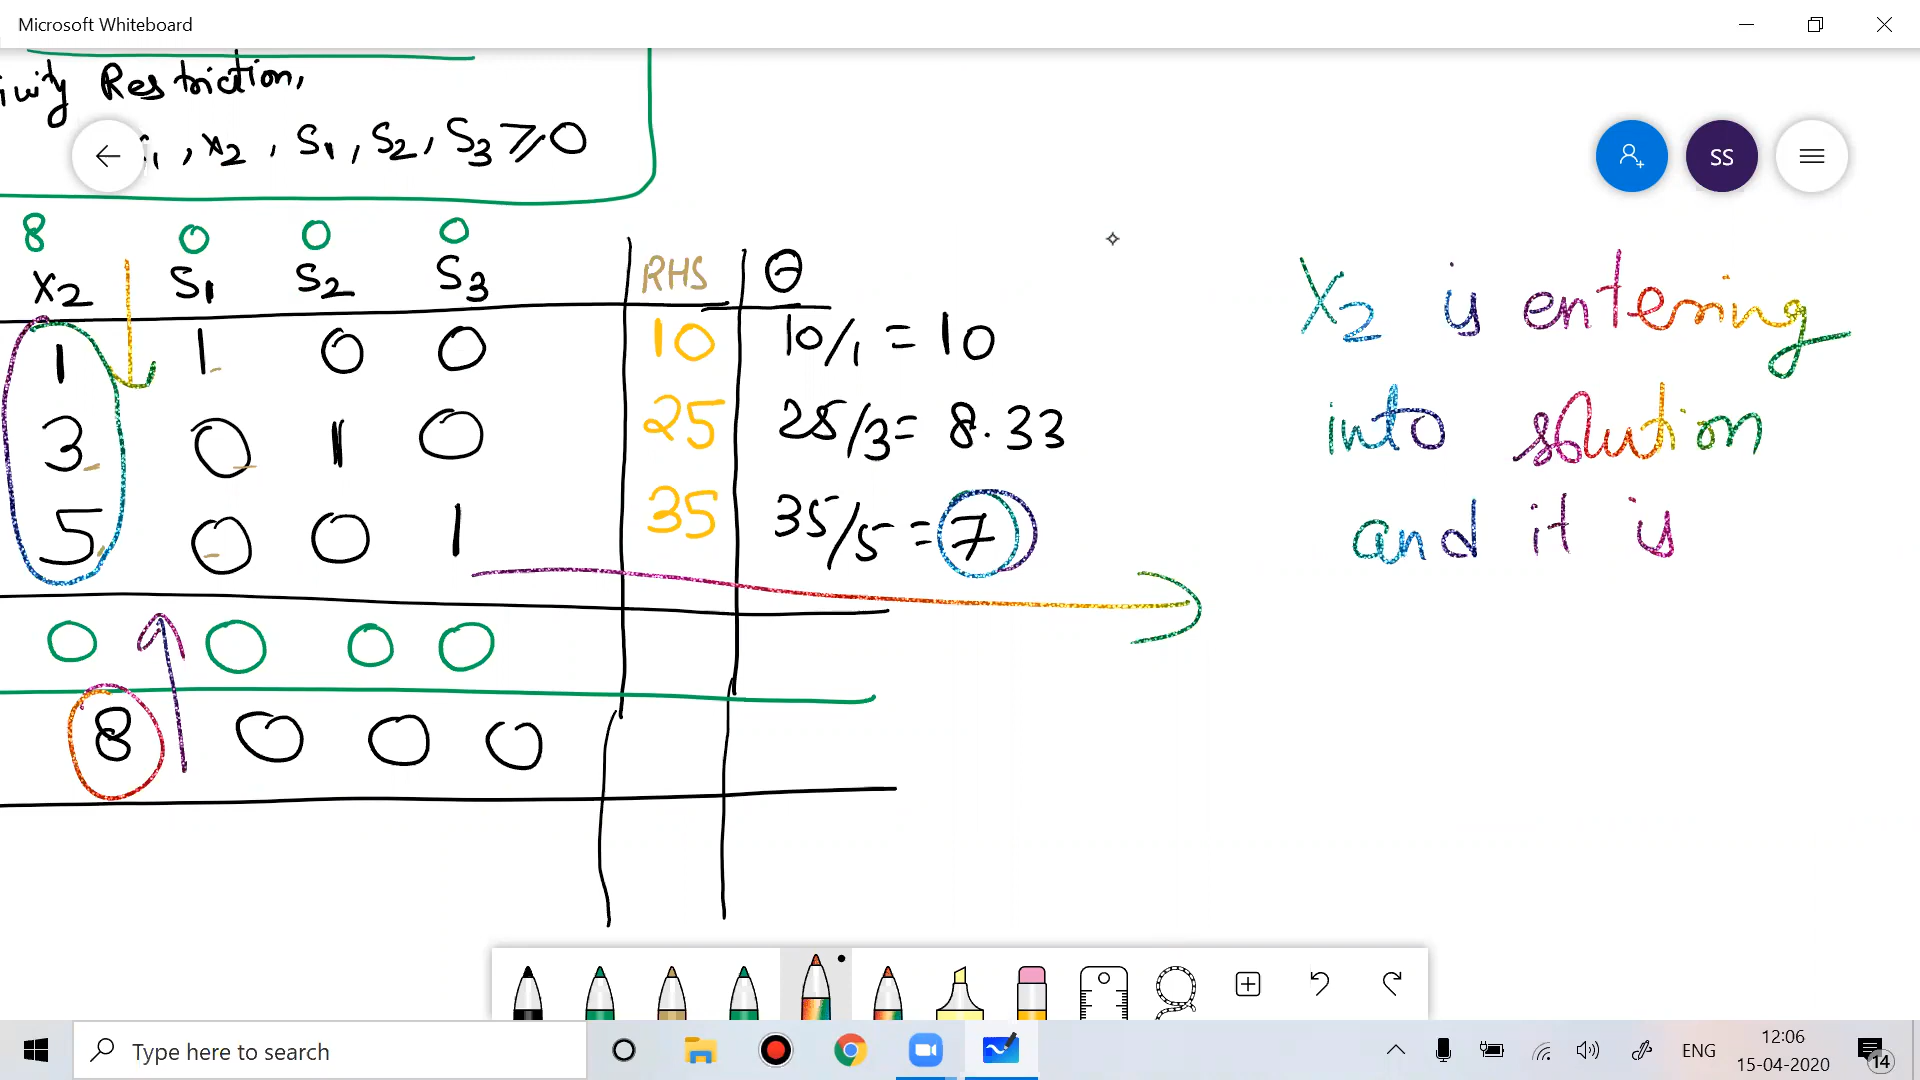 Microsoft Whiteboard
Restriction,
, x2, S1, S2, S3 ≥ 0
SS
8 0 0 0
x2 S1 S2 S3 RHS θ
1 1 0 0 10 10/1 = 10
3 0 1 0 25 25/3 = 8.33
5 0 0 1 35 35/5 = 7
0 0 0 0
8 0 0 0
X2 is entering
into solution
and it is
Type here to search
ENG
12:06
15-04-2020
14